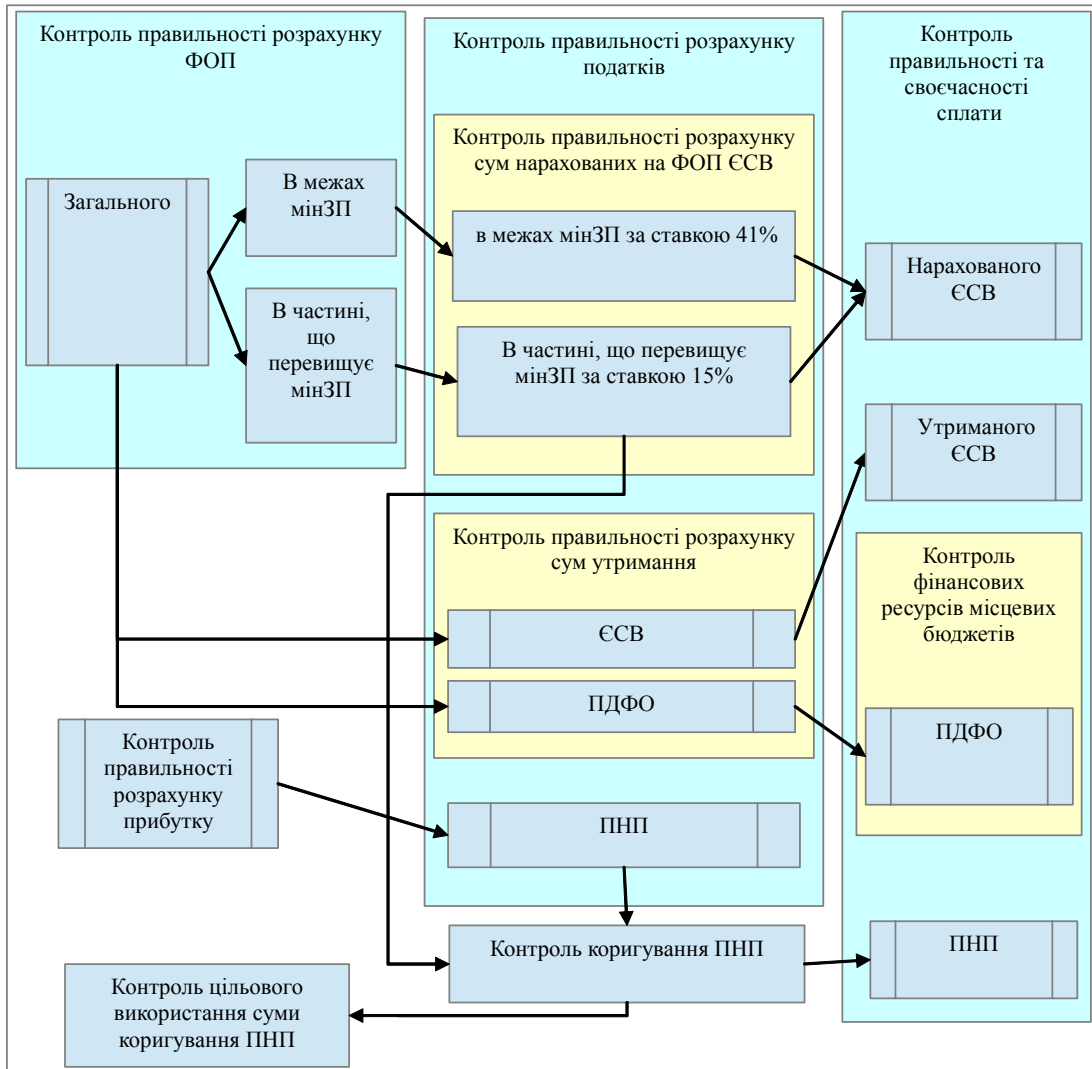 Контроль правильності розрахунку
ФОП
Загального
В межах
мінЗП
В частині,
що
перевищує
мінЗП
Контроль правильності розрахунку
податків
Контроль правильності розрахунку
сум нарахованих на ФОП ЄСВ
в межах мінЗП за ставкою 41%
В частині, що перевищує
мінЗП за ставкою 15%
Контроль правильності розрахунку
сум утримання
ЄСВ
ПДФО
ПНП
Контроль
правильності та
своєчасності
сплати
Нарахованого
ЄСВ
Утриманого
ЄСВ
Контроль
фінансових
ресурсів місцевих
бюджетів
ПДФО
ПНП
Контроль
правильності
розрахунку
прибутку
Контроль коригування ПНП
Контроль цільового
використання суми
коригування ПНП